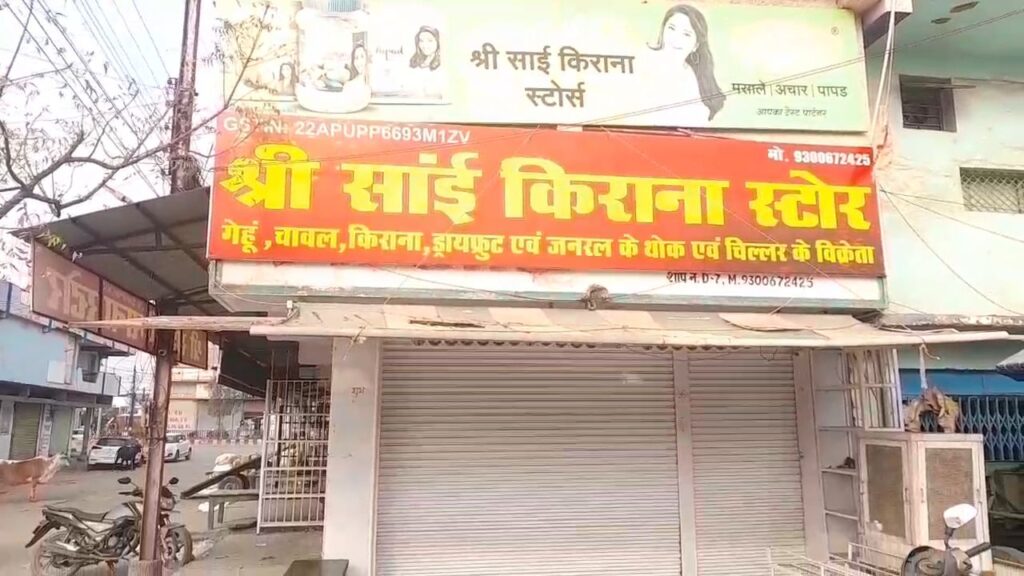 श्री साई किराना
स्टोर्स
मसाले | अचार | पापड
आपका टेस्ट पार्टनर
GSTIN: 22APUPP6693M1ZV
मो. 9300672425
श्री सांई किराना स्टोर
गेहूं ,चावल,किराना,ड्रायफ्रुट एवं जनरल के थोक एवं चिल्लर के विक्रेता
शाप न. D-7, M.9300672425
शुभ